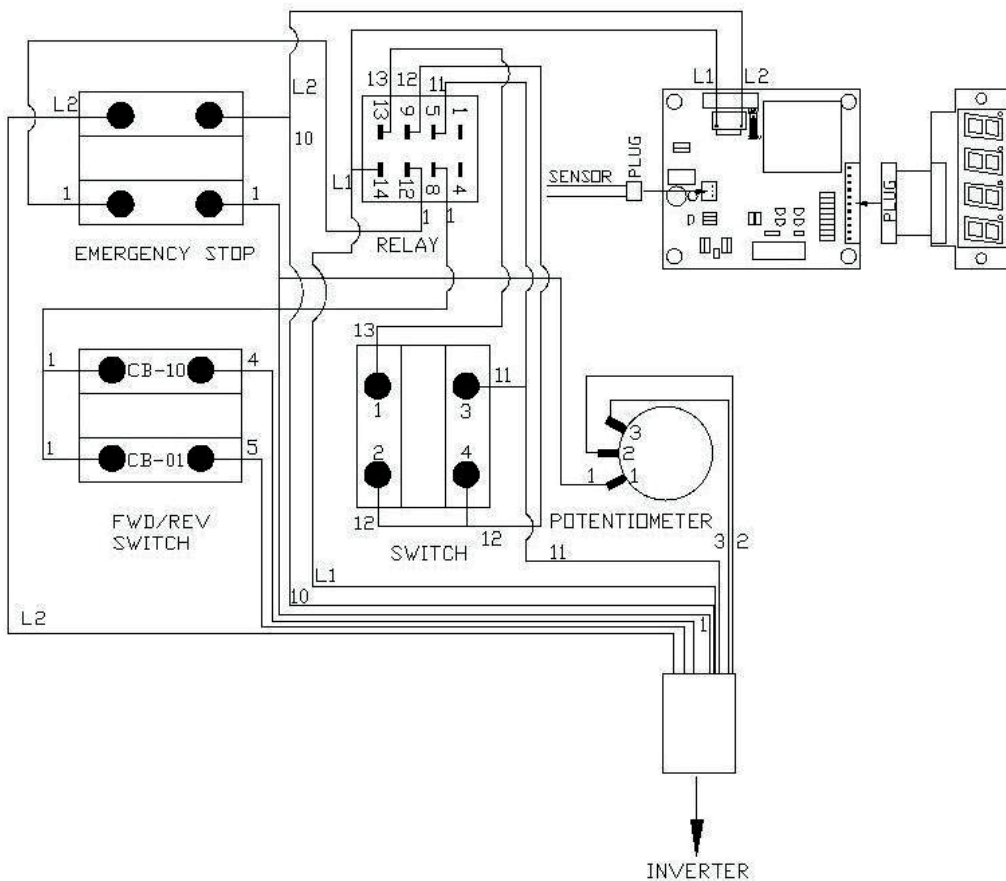 L1 L2
L2
L2
10
1 1
EMERGENCY STOP
13 12 11
13 9 5 1
14 12 8 4
L1
1 1
RELAY
SENSOR
PLUG
D
PLUG
1 CB-10 4
1 CB-01 5
FWD/REV
SWITCH
13
11
1 3
2 4
12
12
SWITCH
3
2
1 1
POTENTIOMETER
3 2
11
L1
10
L2
1
INVERTER